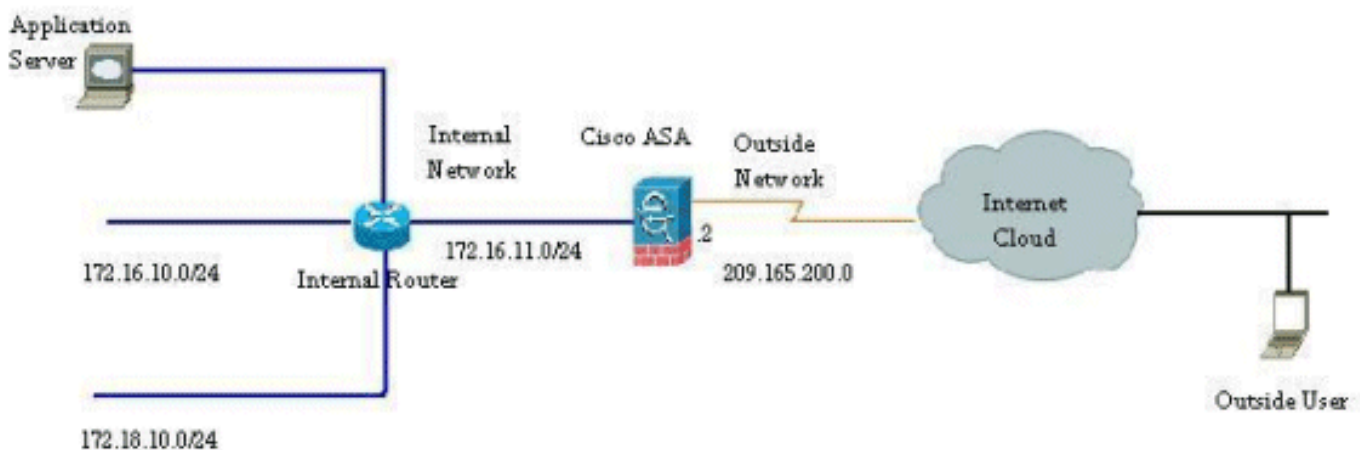 Application
Server
Internal
Network
Cisco ASA
Outside
Network
Internet
Cloud
.2
172.16.10.0/24
Internal Router
172.16.11.0/24
209.165.200.0
172.18.10.0/24
Outside User